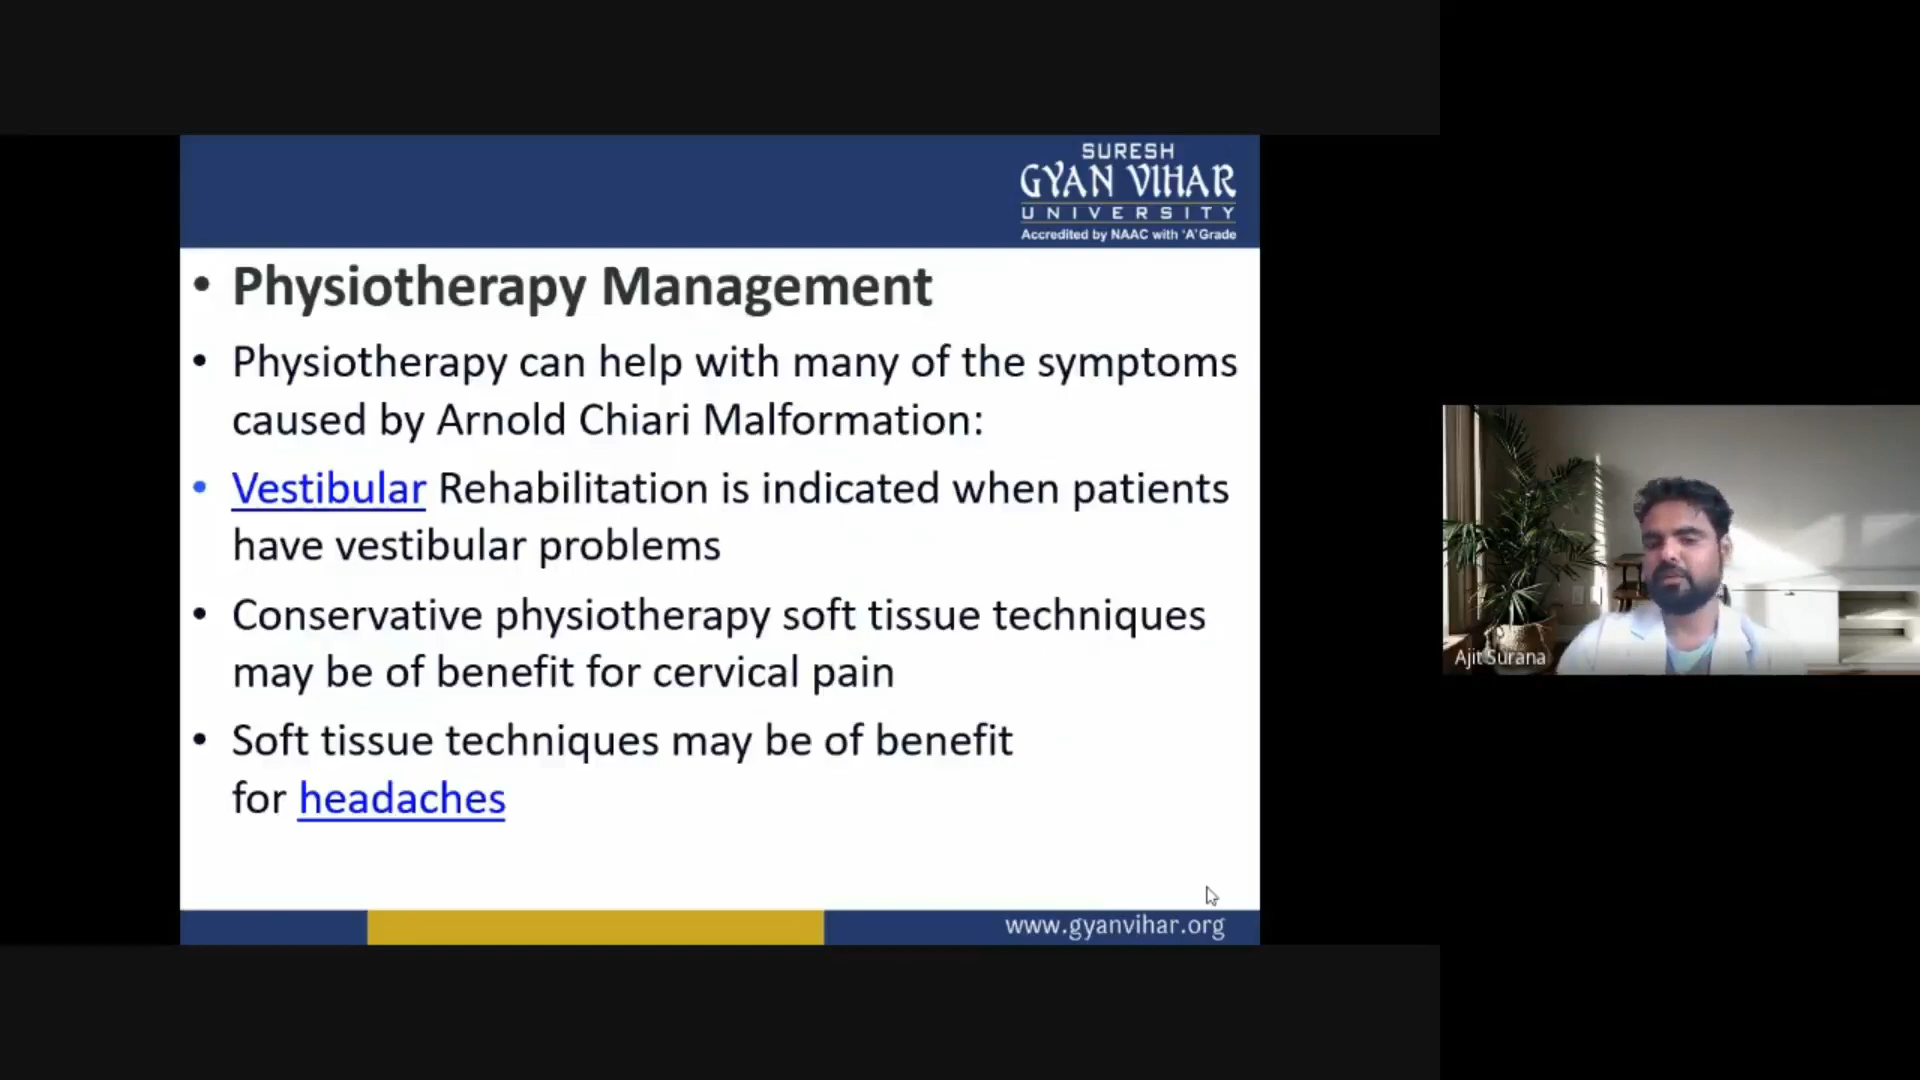 SURESH
GYAN VIHAR
UNIVERSITY
Accredited by NAAC with 'A' Grade
• Physiotherapy Management
• Physiotherapy can help with many of the symptoms
caused by Arnold Chiari Malformation:
• Vestibular Rehabilitation is indicated when patients
have vestibular problems
• Conservative physiotherapy soft tissue techniques
may be of benefit for cervical pain
• Soft tissue techniques may be of benefit
for headaches
www.gyanvihar.org
Ajit Surana